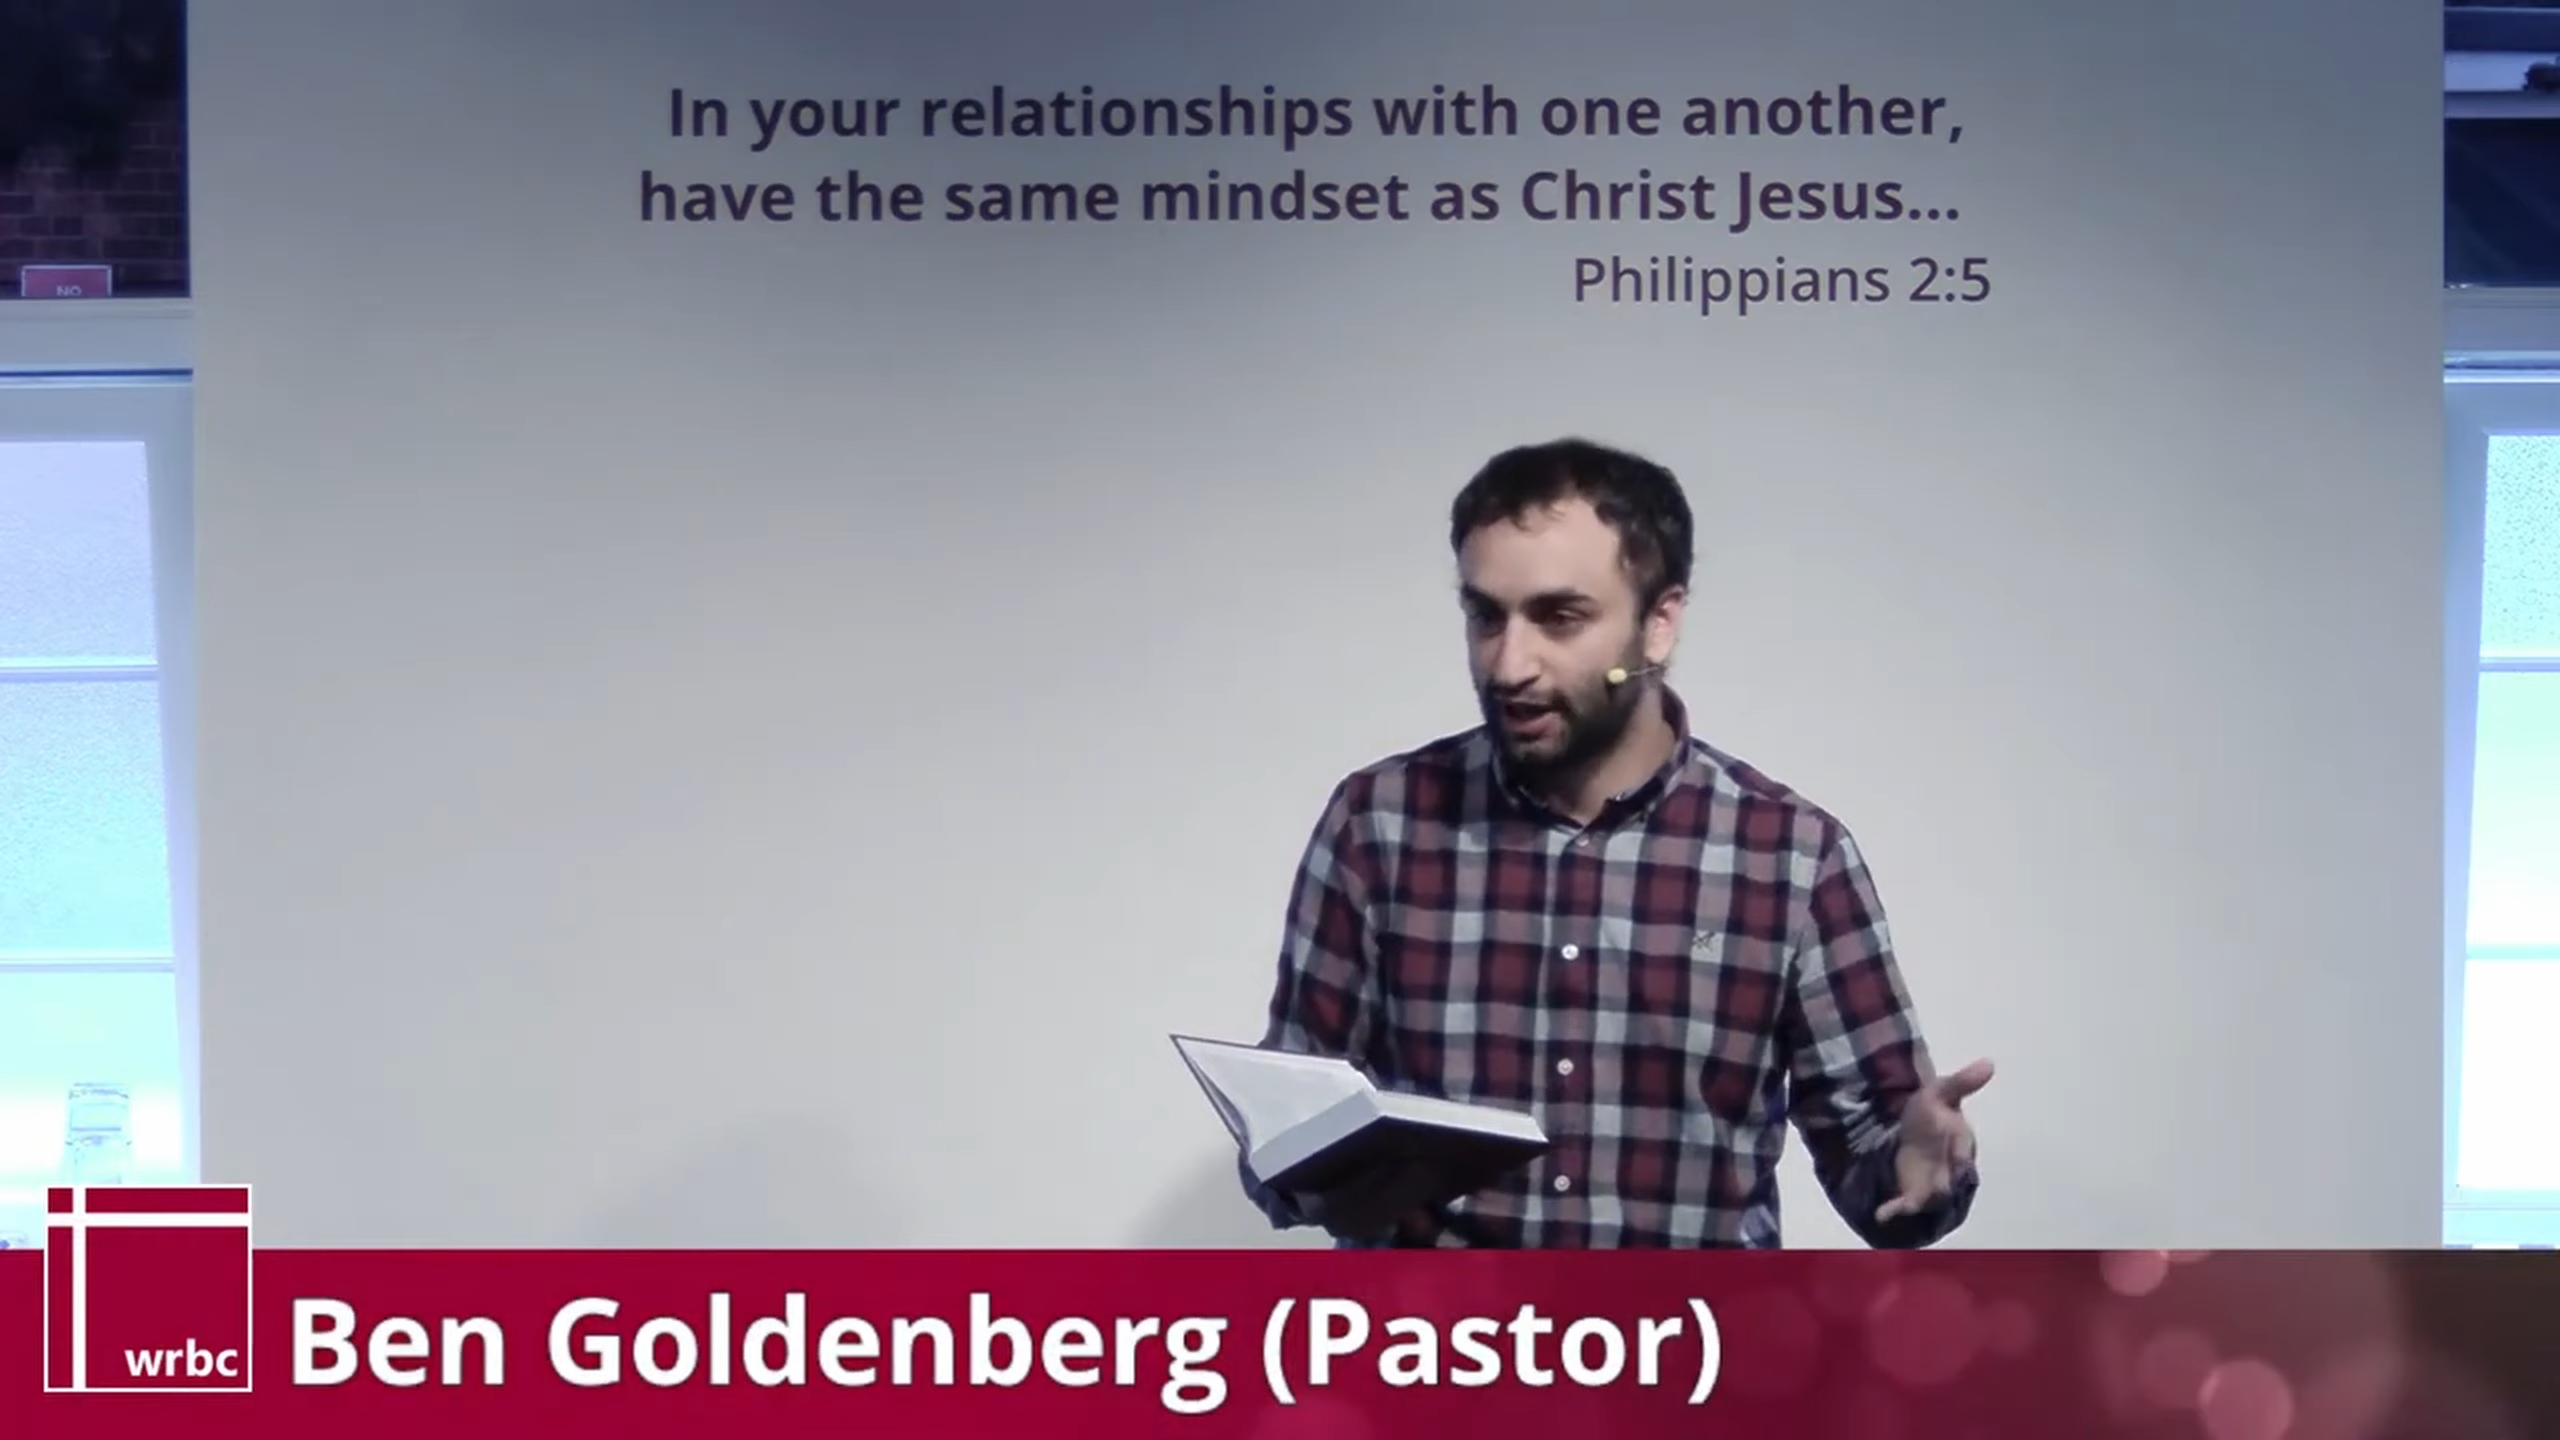 In your relationships with one another,
have the same mindset as Christ Jesus...
Philippians 2:5
NO
wrbc
Ben Goldenberg (Pastor)